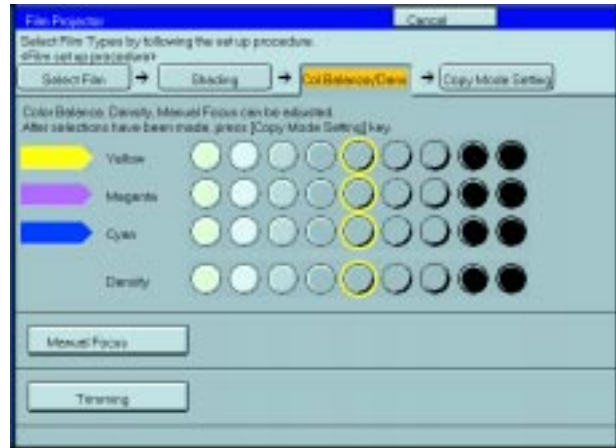 Film Projector
Cancel
Select Film Types by following the set up procedure.
<Film set up procedure>
Select Film → Shading → Col Balance/Dens → Copy Mode Setting
Color Balance, Density, Manual Focus can be adjusted.
After selections have been made, press [Copy Mode Setting] key.
Yellow
Magenta
Cyan
Density
Manual Focus
Trimming